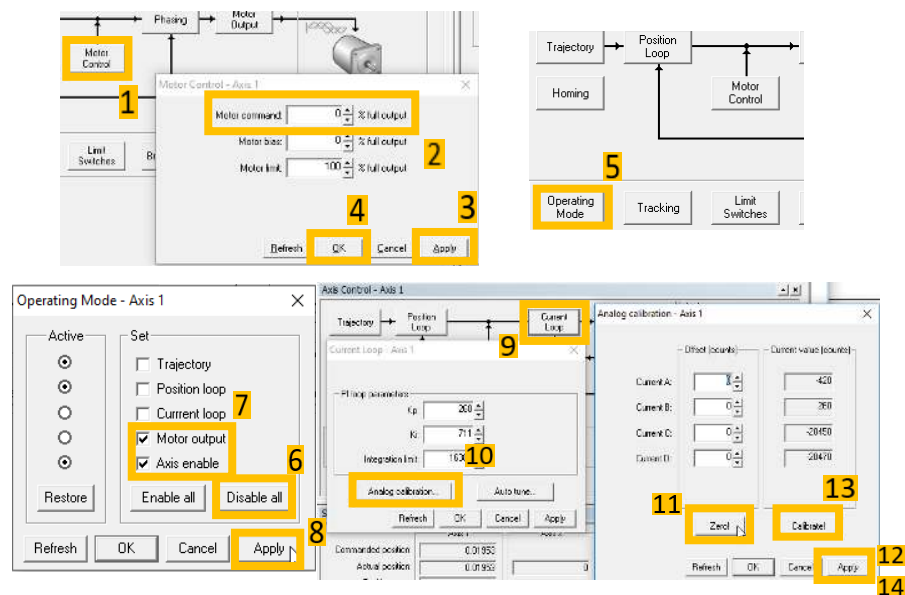 Phasing
Motor
Output
Motor
Control
1
Motor Control - Axis 1
Motor command:
0
% full output
Motor bias:
0
% full output
2
Motor limit:
100
% full output
Limit
Switches
4
3
Refresh
OK
Cancel
Apply
Trajectory
Position
Loop
Homing
Motor
Control
5
Operating
Mode
Tracking
Limit
Switches
Operating Mode - Axis 1
Active
Set
Trajectory
Position loop
Currrent loop
7
Motor output
Axis enable
6
Restore
Enable all
Disable all
8
Refresh
OK
Cancel
Apply
Axis Control - Axis 1
Trajectory
Position
Loop
Current
Loop
9
Current Loop - Axis 1
PI loop parameters
Kp:
260
Ki:
711
Integration limit:
10
Analog calibration...
Auto tune...
Refresh
OK
Cancel
Apply
Axis 1
Axis 2
Commanded position
0.01953
Actual position
0.01953
0
Analog calibration - Axis 1
Offset (counts)
Current value (counts)
Current A:
-420
Current B:
0
260
Current C:
0
-20450
Current D:
0
-20470
11
13
Zero!
Calibrate!
12
Refresh
OK
Cancel
Apply
14